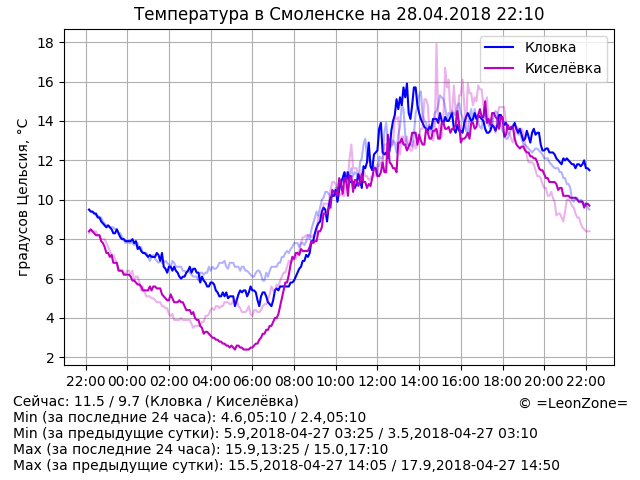 Температура в Смоленске на 28.04.2018 22:10
градусов Цельсия, °C
18
16
14
12
10
8
6
4
2
Кловка
Киселёвка
22:00 00:00 02:00 04:00 06:00 08:00 10:00 12:00 14:00 16:00 18:00 20:00 22:00
Сейчас: 11.5 / 9.7 (Кловка / Киселёвка)
© =LeonZone=
Min (за последние 24 часа): 4.6,05:10 / 2.4,05:10
Min (за предыдущие сутки): 5.9,2018-04-27 03:25 / 3.5,2018-04-27 03:10
Max (за последние 24 часа): 15.9,13:25 / 15.0,17:10
Max (за предыдущие сутки): 15.5,2018-04-27 14:05 / 17.9,2018-04-27 14:50